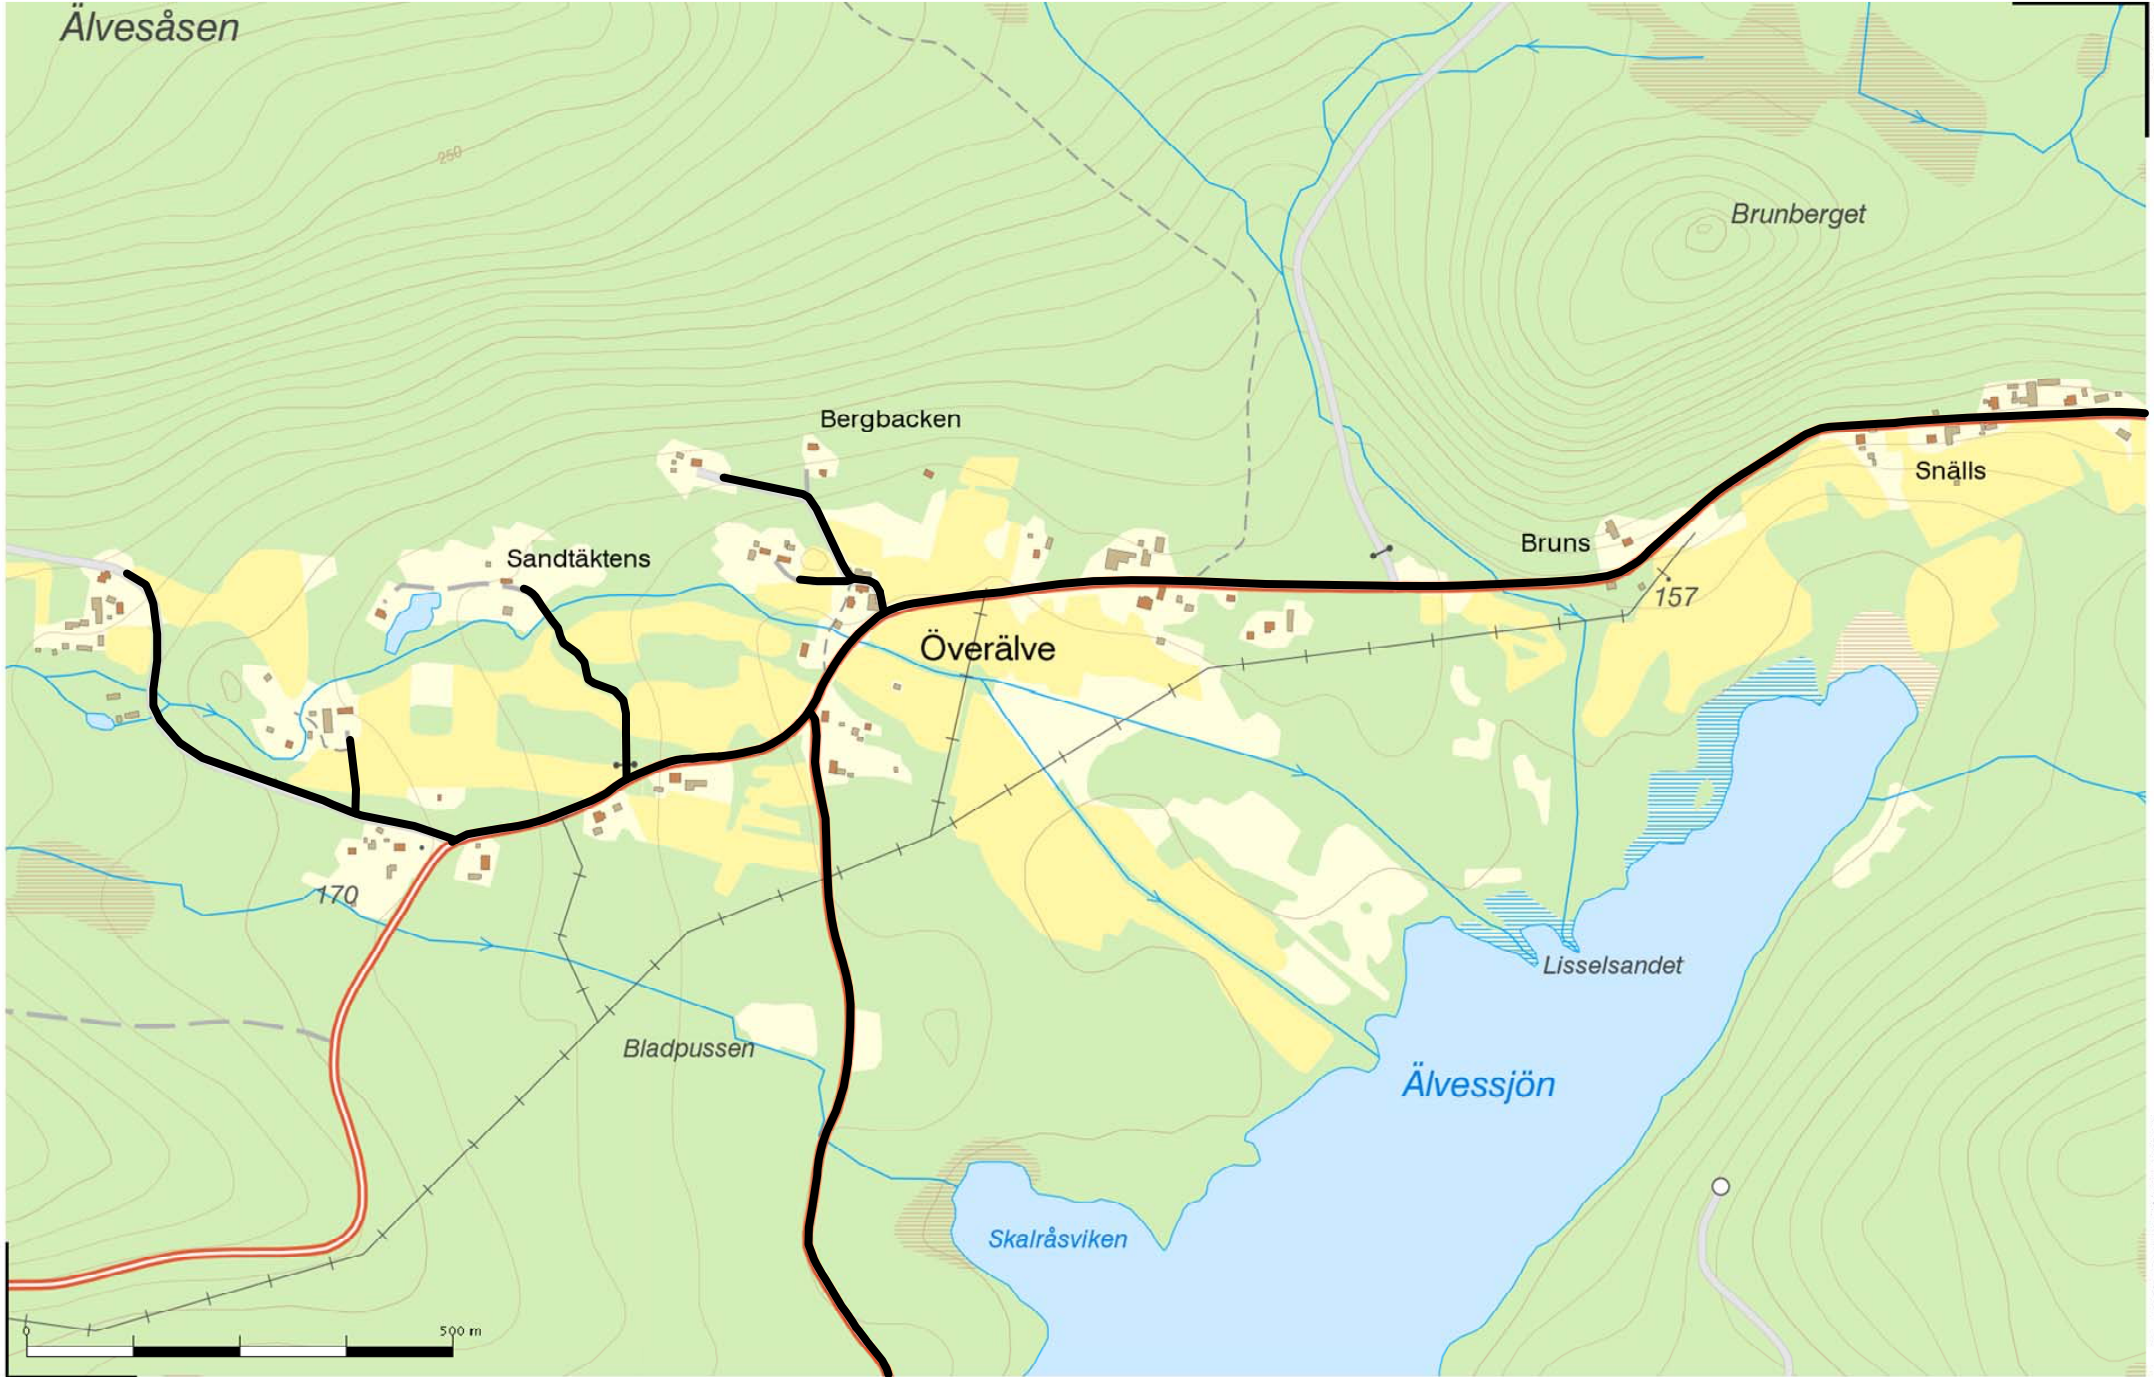 Älvesåsen
250
Brunberget
Bergbacken
Snälls
Bruns
Sandtäktens
157
Överälve
170
Lisselsandet
Bladpussen
Älvessjön
Skalråsviken
0 500 m